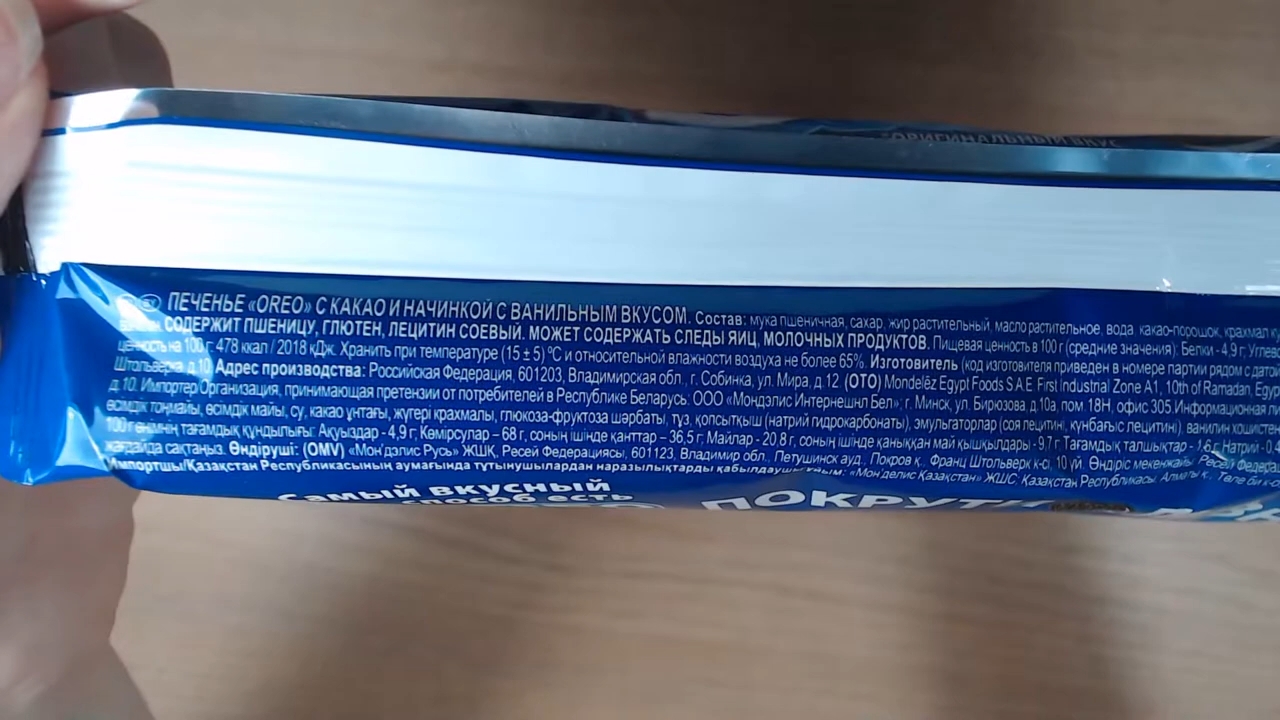 ОРИГИНАЛЬНЫЙ ВКУС
ПЕЧЕНЬЕ «OREO» С КАКАО И НАЧИНКОЙ С ВАНИЛЬНЫМ ВКУСОМ. Состав: мука пшеничная, сахар, жир растительный, масло растительное, вода, какао-порошок, крахмал
СОДЕРЖИТ ПШЕНИЦУ, ГЛЮТЕН, ЛЕЦИТИН СОЕВЫЙ. МОЖЕТ СОДЕРЖАТЬ СЛЕДЫ ЯИЦ, МОЛОЧНЫХ ПРОДУКТОВ. Пищевая ценность в 100 г (средние значения): Белки - 4,9 г; Углев
ценность на 100 г: 478 ккал / 2018 кДж. Хранить при температуре (15 ± 5) °С и относительной влажности воздуха не более 65%. Изготовитель (код изготовителя приведен в номере партии рядом с датой
Штольверка, д.10 Адрес производства: Российская Федерация, 601203, Владимирская обл., г. Собинка, ул. Мира, д.12. (ОТО) Mondelēz Egypt Foods S.A.E. First Industrial Zone A1, 10th of Ramadan, Egyp
д.10. Импортер/Организация, принимающая претензии от потребителей в Республике Беларусь: ООО «Мондэлис Интернешнл Бел»; г. Минск, ул. Бирюзова, д.10а, пом. 18Н, офис 305. Информационная ли
өсімдік тоңмайы, өсімдік майы, су, какао ұнтағы, жүгері крахмалы, глюкоза-фруктоза шәрбаты, тұз, қопсытқыш (натрий гидрокарбонаты), эмульгаторлар (соя лецитині, күнбағыс лецитині), ванилин хошиістен
100 г өнімнің тағамдық құндылығы: Ақуыздар - 4,9 г; Көмірсулар – 68 г, соның ішінде қанттар – 36,5 г; Майлар - 20,8 г, соның ішінде қаныққан май қышқылдары - 9,7 г; Тағамдық талшықтар - 1,6 г; Натрий - 0,4
жағдайда сақтаңыз. Өндіруші: (OMV) «Мон'дэлис Русь» ЖШҚ, Ресей Федерациясы, 601123, Владимир обл., Петушинск ауд., Покров қ., Франц Штольверк к-сі, 10 үй. Өндіріс мекенжайы: Ресей Федера
Импортшы/Қазақстан Республикасының аумағында тұтынушылардан наразылықтарды қабылдаушы ұйым: «Мон'делис Қазақстан» ЖШС, Қазақстан Республикасы, Алматы қ., Төле би к-
Самый вкусный
способ есть
ПОКРУТИ